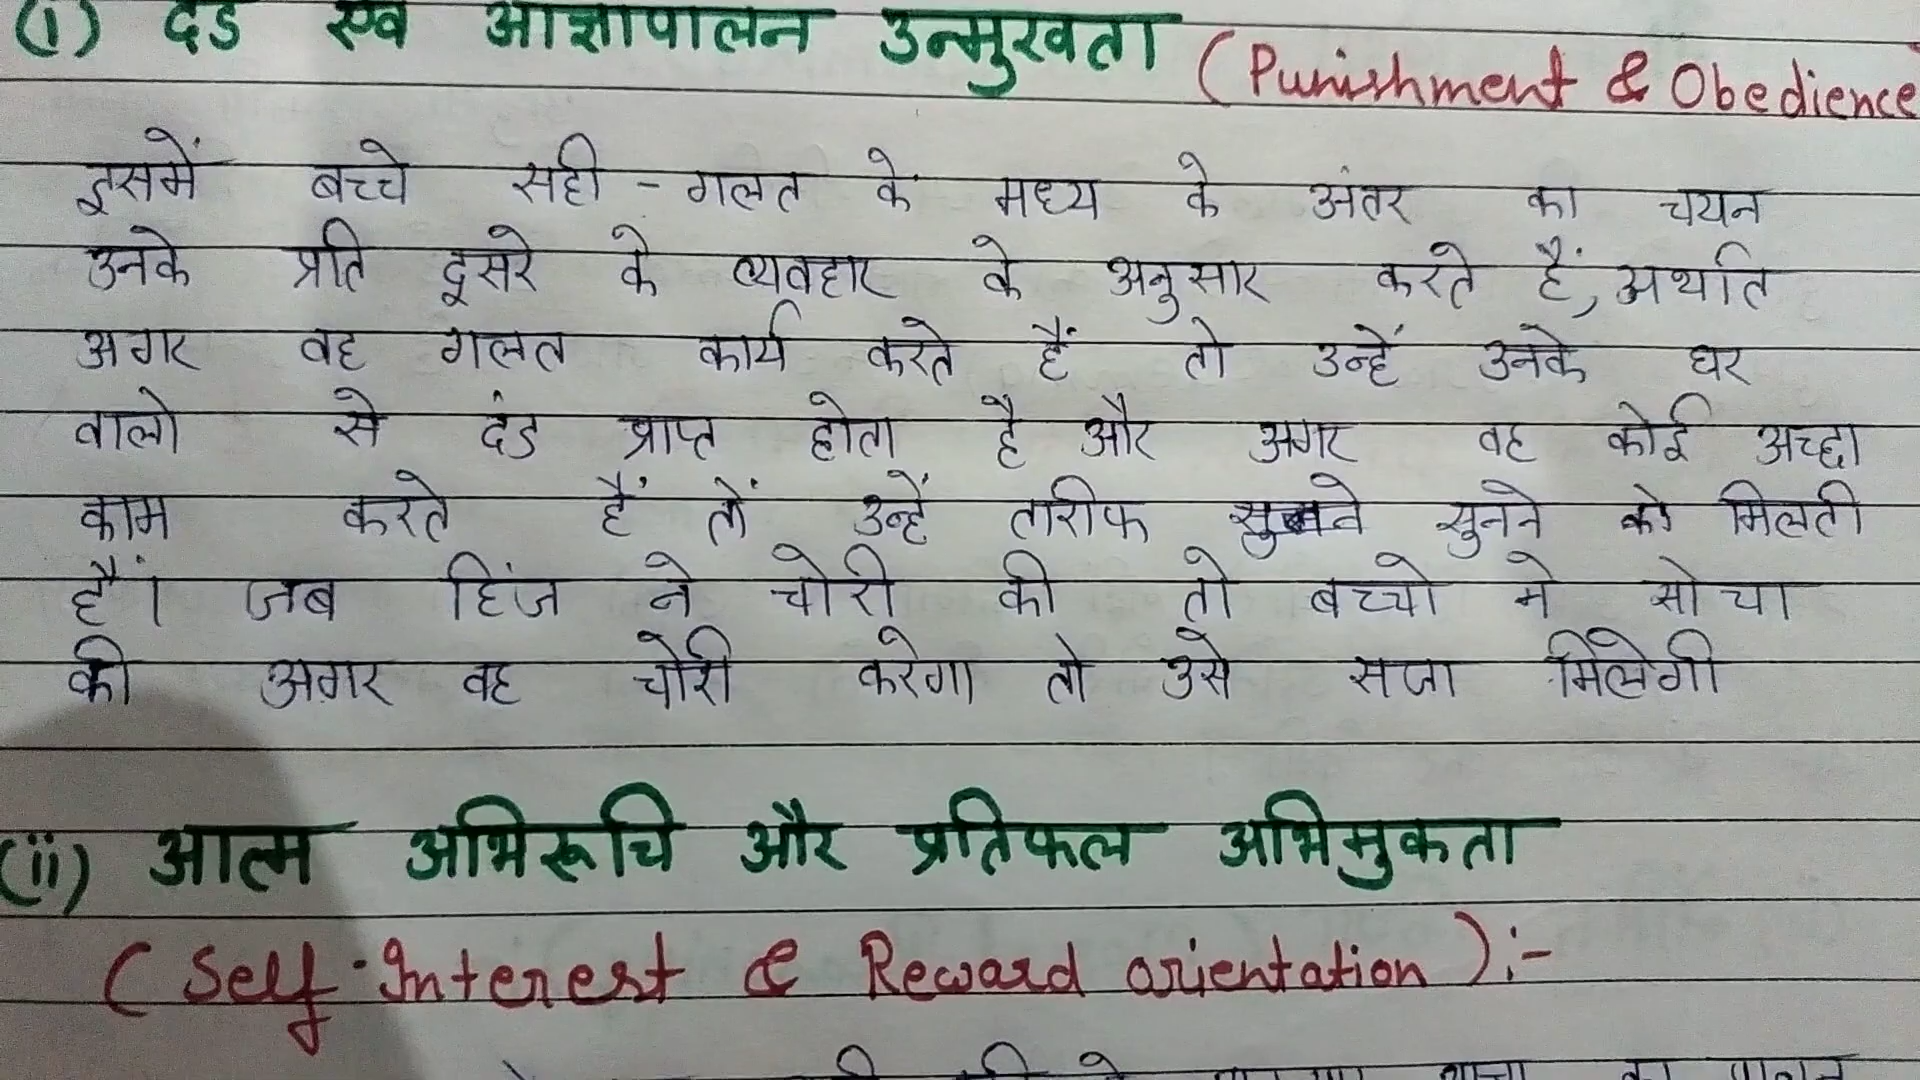 (i) दंड एवं आज्ञापालन उन्मुखता (Punishment & Obedience
इसमें बच्चे सही - गलत के मध्य के अंतर का चयन
उनके प्रति दूसरे के व्यवहार के अनुसार करते हैं, अर्थात
अगर वह गलत कार्य करते हैं तो उन्हें उनके घर
वालो से दंड प्राप्त होता है और अगर वह कोई अच्छा
काम करते हैं तों उन्हें तारीफ सुनने को मिलती
हैं। जब हिंज ने चोरी की तो बच्चो ने सोचा
की अगर वह चोरी करेगा तो उसे सजा मिलेगी
(ii) आत्म अभिरूचि और प्रतिफल अभिमुकता
(Self-Interest & Reward orientation):-